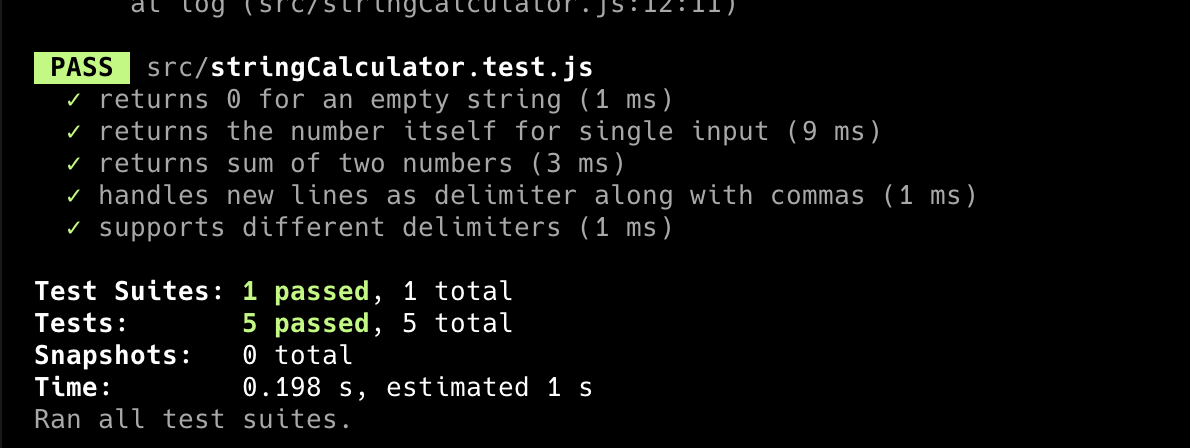 at log (src/stringCalculator.js:12:11)
PASS src/stringCalculator.test.js
✓ returns 0 for an empty string (1 ms)
✓ returns the number itself for single input (9 ms)
✓ returns sum of two numbers (3 ms)
✓ handles new lines as delimiter along with commas (1 ms)
✓ supports different delimiters (1 ms)
Test Suites: 1 passed, 1 total
Tests: 5 passed, 5 total
Snapshots: 0 total
Time: 0.198 s, estimated 1 s
Ran all test suites.